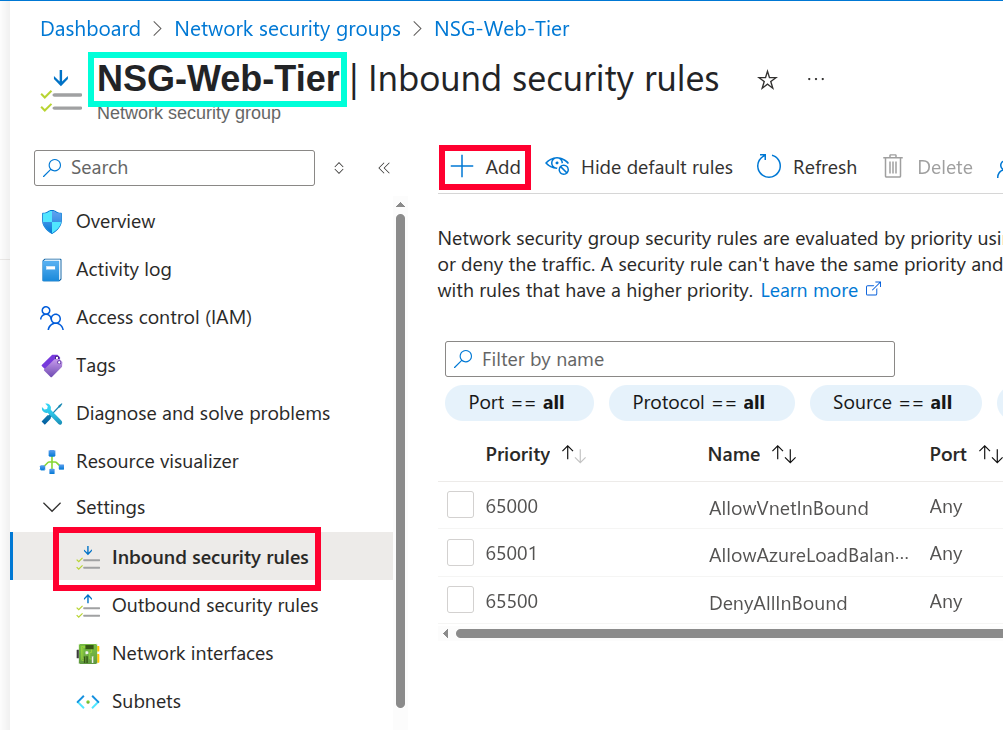 Dashboard > Network security groups > NSG-Web-Tier
NSG-Web-Tier | Inbound security rules
Network security group
Search
Overview
Activity log
Access control (IAM)
Tags
Diagnose and solve problems
Resource visualizer
Settings
Inbound security rules
Outbound security rules
Network interfaces
Subnets
Add Hide default rules Refresh Delete
Network security group security rules are evaluated by priority usi
or deny the traffic. A security rule can't have the same priority and
with rules that have a higher priority. Learn more
Filter by name
Port == all Protocol == all Source == all
Priority Name Port
65000 AllowVnetInBound Any
65001 AllowAzureLoadBalan··· Any
65500 DenyAllInBound Any